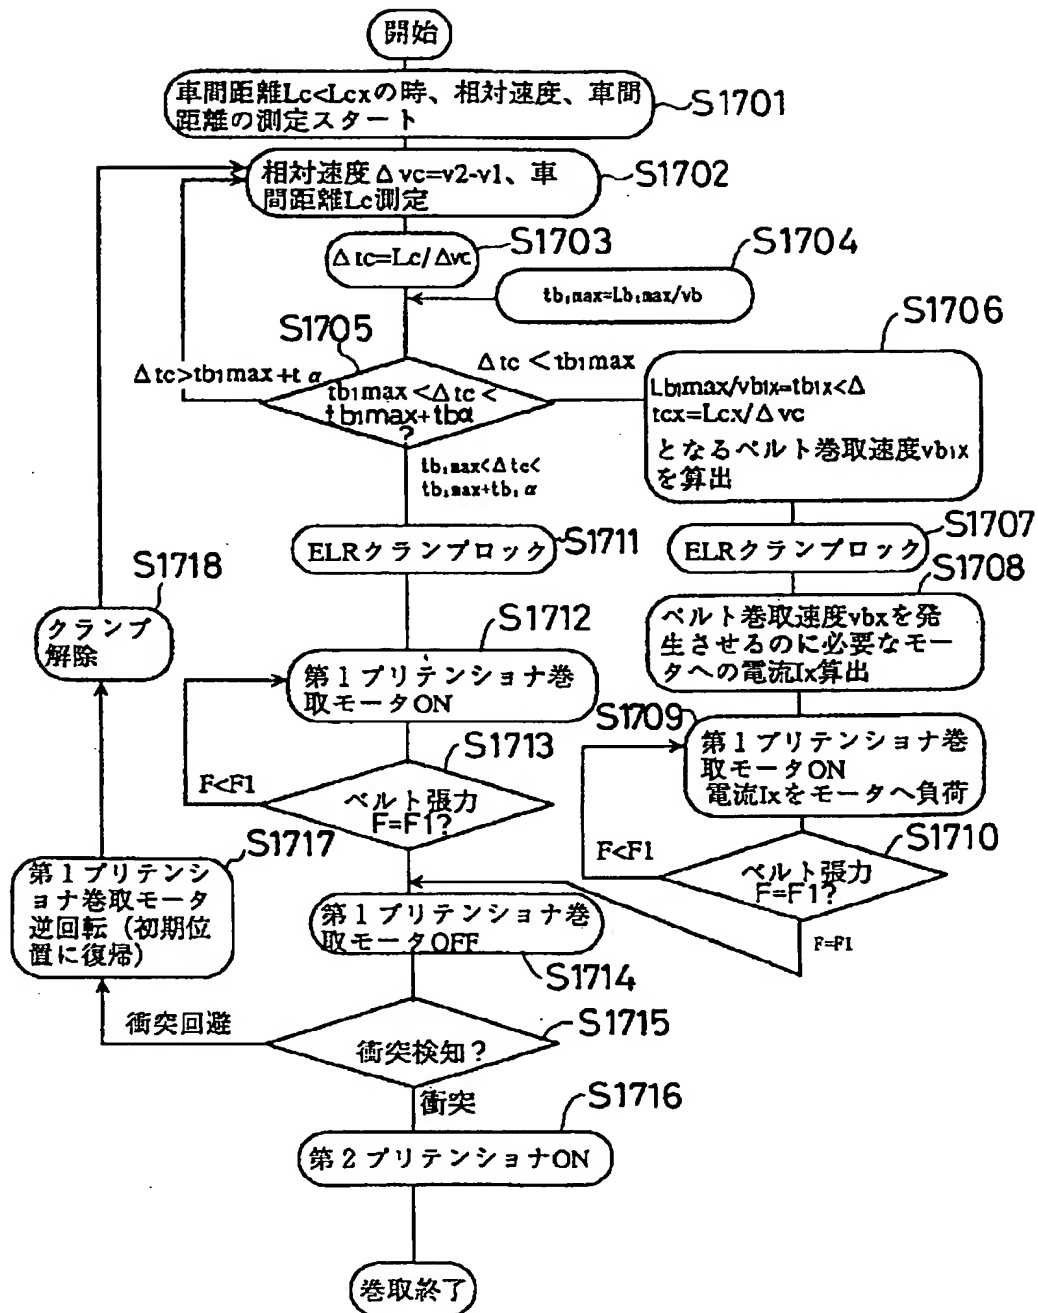 開始
車間距離Lc<Lcxの時、相対速度、車間
距離の測定スタート
S1701
相対速度Δvc=v2-v1、車
間距離Lc測定
S1702
Δtc=Lc/Δvc
S1703
S1704
tb₁max=Lb₁max/vb
S1705
Δtc>tb1max+tα
tb1max<Δtc<
tb1max+tbα
?
Δtc<tb1max
S1706
Lb1max/vb1x=tb1x<Δ
tcx=Lcx/Δvc
となるベルト巻取速度vb1x
を算出
tb₁max<Δtc<
tb₁max+tb₁α
ELRクランプロック
S1711
ELRクランプロック
S1707
S1708
ベルト巻取速度vbxを発
生させるのに必要なモー
タへの電流Ix算出
S1718
クランプ
解除
S1712
第1プリテンショナ巻
取モータON
S1709
第1プリテンショナ巻
取モータON
電流Ixをモータへ負荷
S1713
F<F1
ベルト張力
F=F1?
S1710
F<F1
ベルト張力
F=F1?
F=F1
S1717
第1プリテンシ
ョナ巻取モータ
逆回転(初期位
置に復帰)
第1プリテンショナ巻
取モータOFF
S1714
S1715
衝突回避
衝突検知?
衝突
S1716
第2プリテンショナON
巻取終了